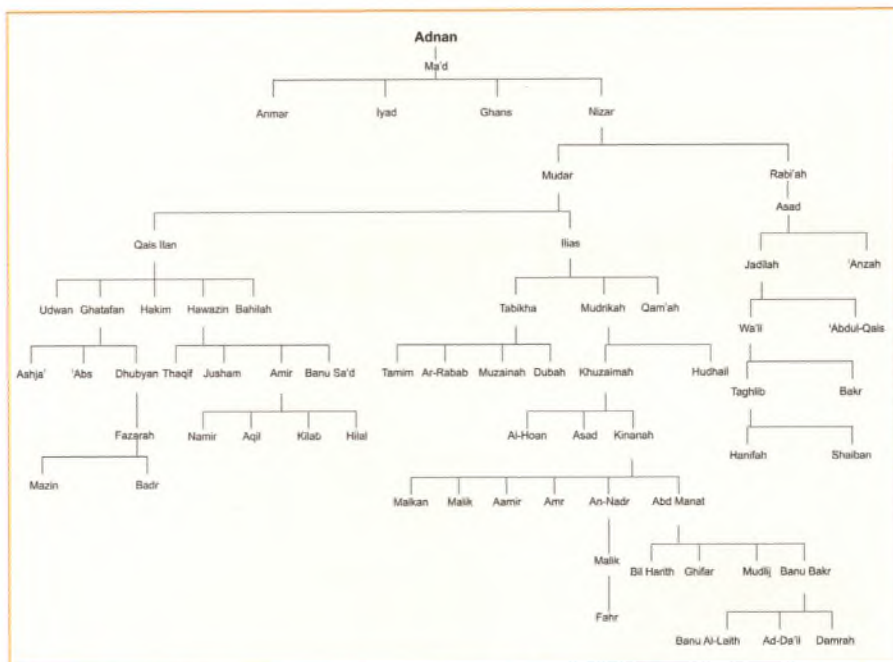 Adnan
Ma'd
Anmar Iyad Ghans Nizar
Mudar Rabi'ah
Asad
Qais Ilan Ilias
Jadilah 'Anzah
Udwan Ghatafan Hakim Hawazin Bahilah Tabikha Mudrikah Qam'ah
Wa'il 'Abdul-Qais
Ashja' 'Abs Dhubyan Thaqif Jusham Amir Banu Sa'd Tamim Ar-Rabab Muzainah Dubah Khuzaimah Hudhail
Taghlib Bakr
Fazarah Namir Aqil Kilab Hilal Al-Hoan Asad Kinanah
Hanifah Shaiban
Mazin Badr
Malkan Malik Aamir Amr An-Nadr Abd Manat
Malik
Bil Harith Ghifar Mudlij Banu Bakr
Fahr
Banu Al-Laith Ad-Da'il Damrah